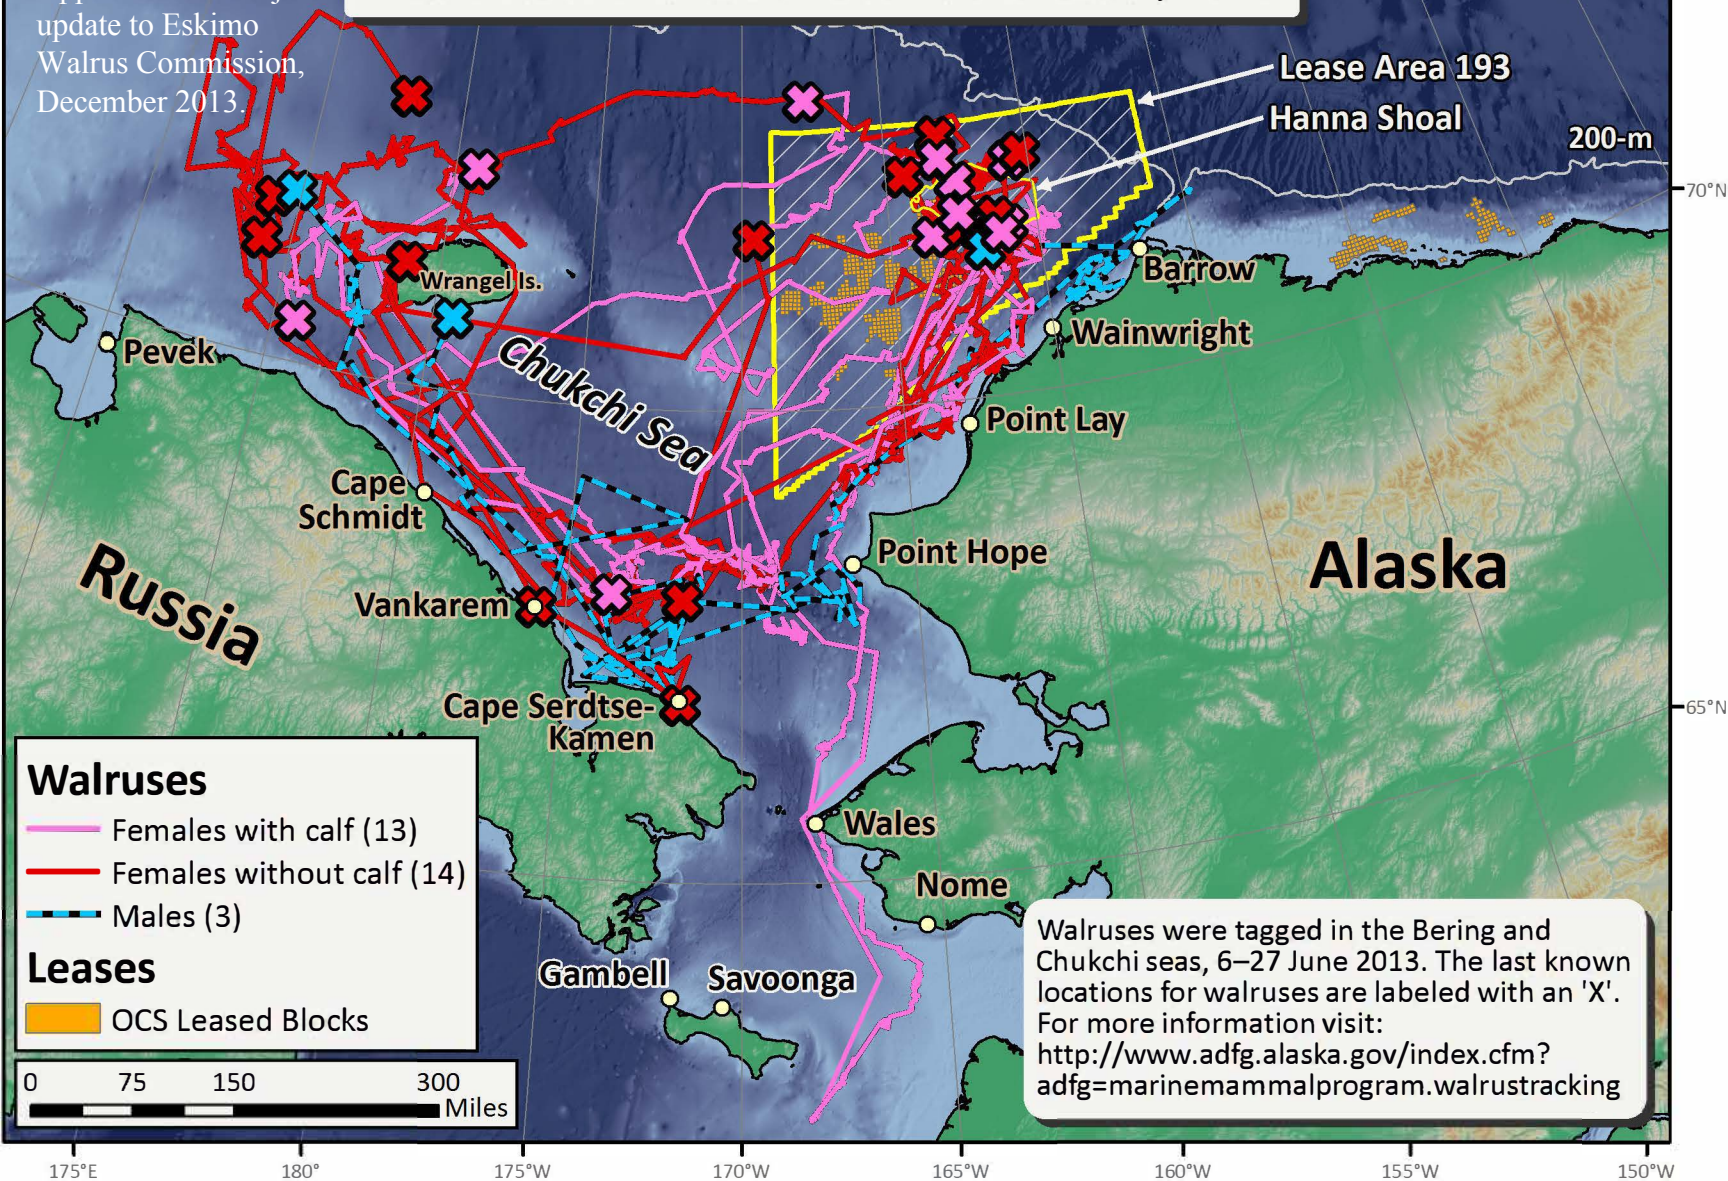 update to Eskimo
Walrus Commission,
December 2013.
Lease Area 193
Hanna Shoal
200-m
70°N
Barrow
Wrangel Is.
Wainwright
Pevek
Chukchi Sea
Point Lay
Cape
Schmidt
Point Hope
Alaska
Russia
Vankarem
65°N
Cape Serdtse-
Kamen
Walruses
Females with calf (13)
Females without calf (14)
Males (3)
Leases
OCS Leased Blocks
Wales
Nome
Gambell
Savoonga
Walruses were tagged in the Bering and
Chukchi seas, 6–27 June 2013. The last known
locations for walruses are labeled with an 'X'.
For more information visit:
http://www.adfg.alaska.gov/index.cfm?
adfg=marinemammalprogram.walrustracking
0 75 150 300
Miles
175°E 180° 175°W 170°W 165°W 160°W 155°W 150°W